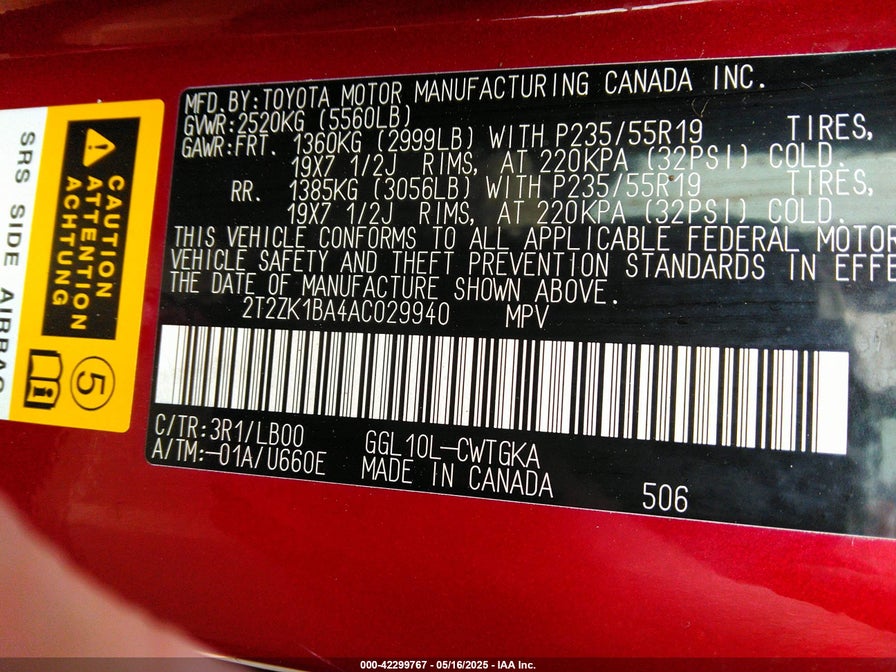 MFD.BY:TOYOTA MOTOR MANUFACTURING CANADA INC.
GVWR:2520KG (5560LB)
GAWR:FRT. 1360KG (2999LB) WITH P235/55R19 TIRES,
19X7 1/2J RIMS, AT 220KPA (32PSI) COLD.
RR. 1385KG (3056LB) WITH P235/55R19 TIRES,
19X7 1/2J RIMS, AT 220KPA (32PSI) COLD.
THIS VEHICLE CONFORMS TO ALL APPLICABLE FEDERAL MOTOR
VEHICLE SAFETY AND THEFT PREVENTION STANDARDS IN EFFE
THE DATE OF MANUFACTURE SHOWN ABOVE.
2T2ZK1BA4AC029940 MPV
C/TR:3R1/LB00 GGL10L-CWTGKA
A/TM:-01A/U660E MADE IN CANADA
506
CAUTION
ATTENTION
ACHTUNG
5
SRS SIDE AIRBAG
000-42299767 - 05/16/2025 - IAA Inc.